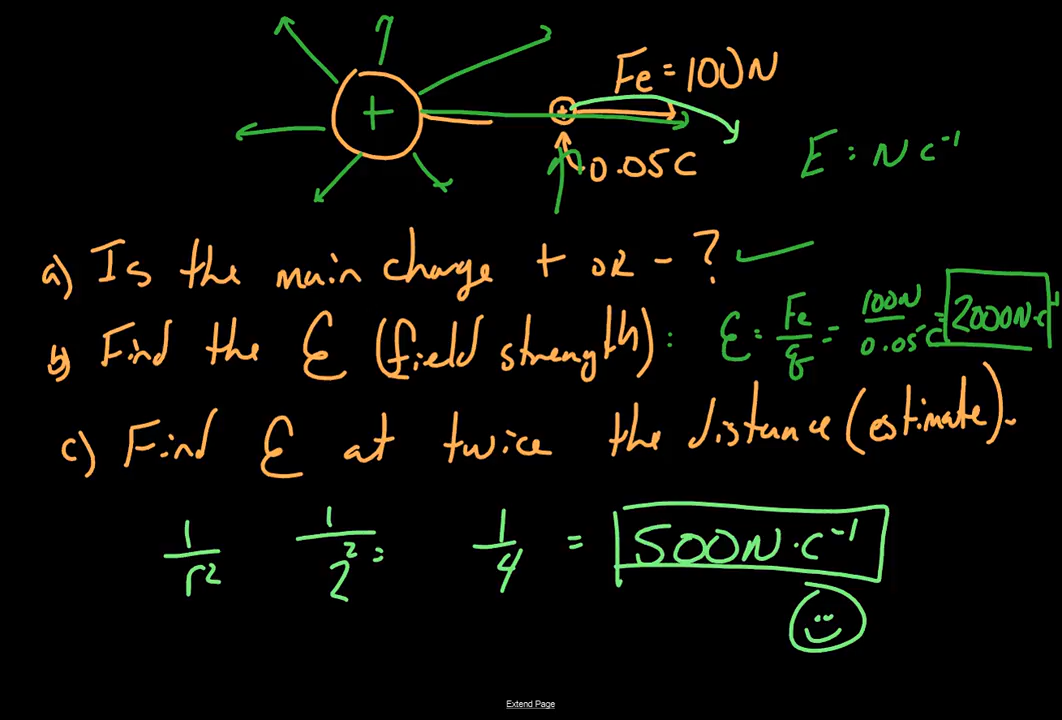 + + Fe = 100N
0.05C
E : N C⁻¹
a) Is the main charge + OR - ?
b) Find the E (field strength) : E = Fe/q = 100N/0.05C = 2000N·C⁻¹
c) Find E at twice the distance (estimate).
1/r² 1/2² = 1/4 = 500N·C⁻¹
Extend Page